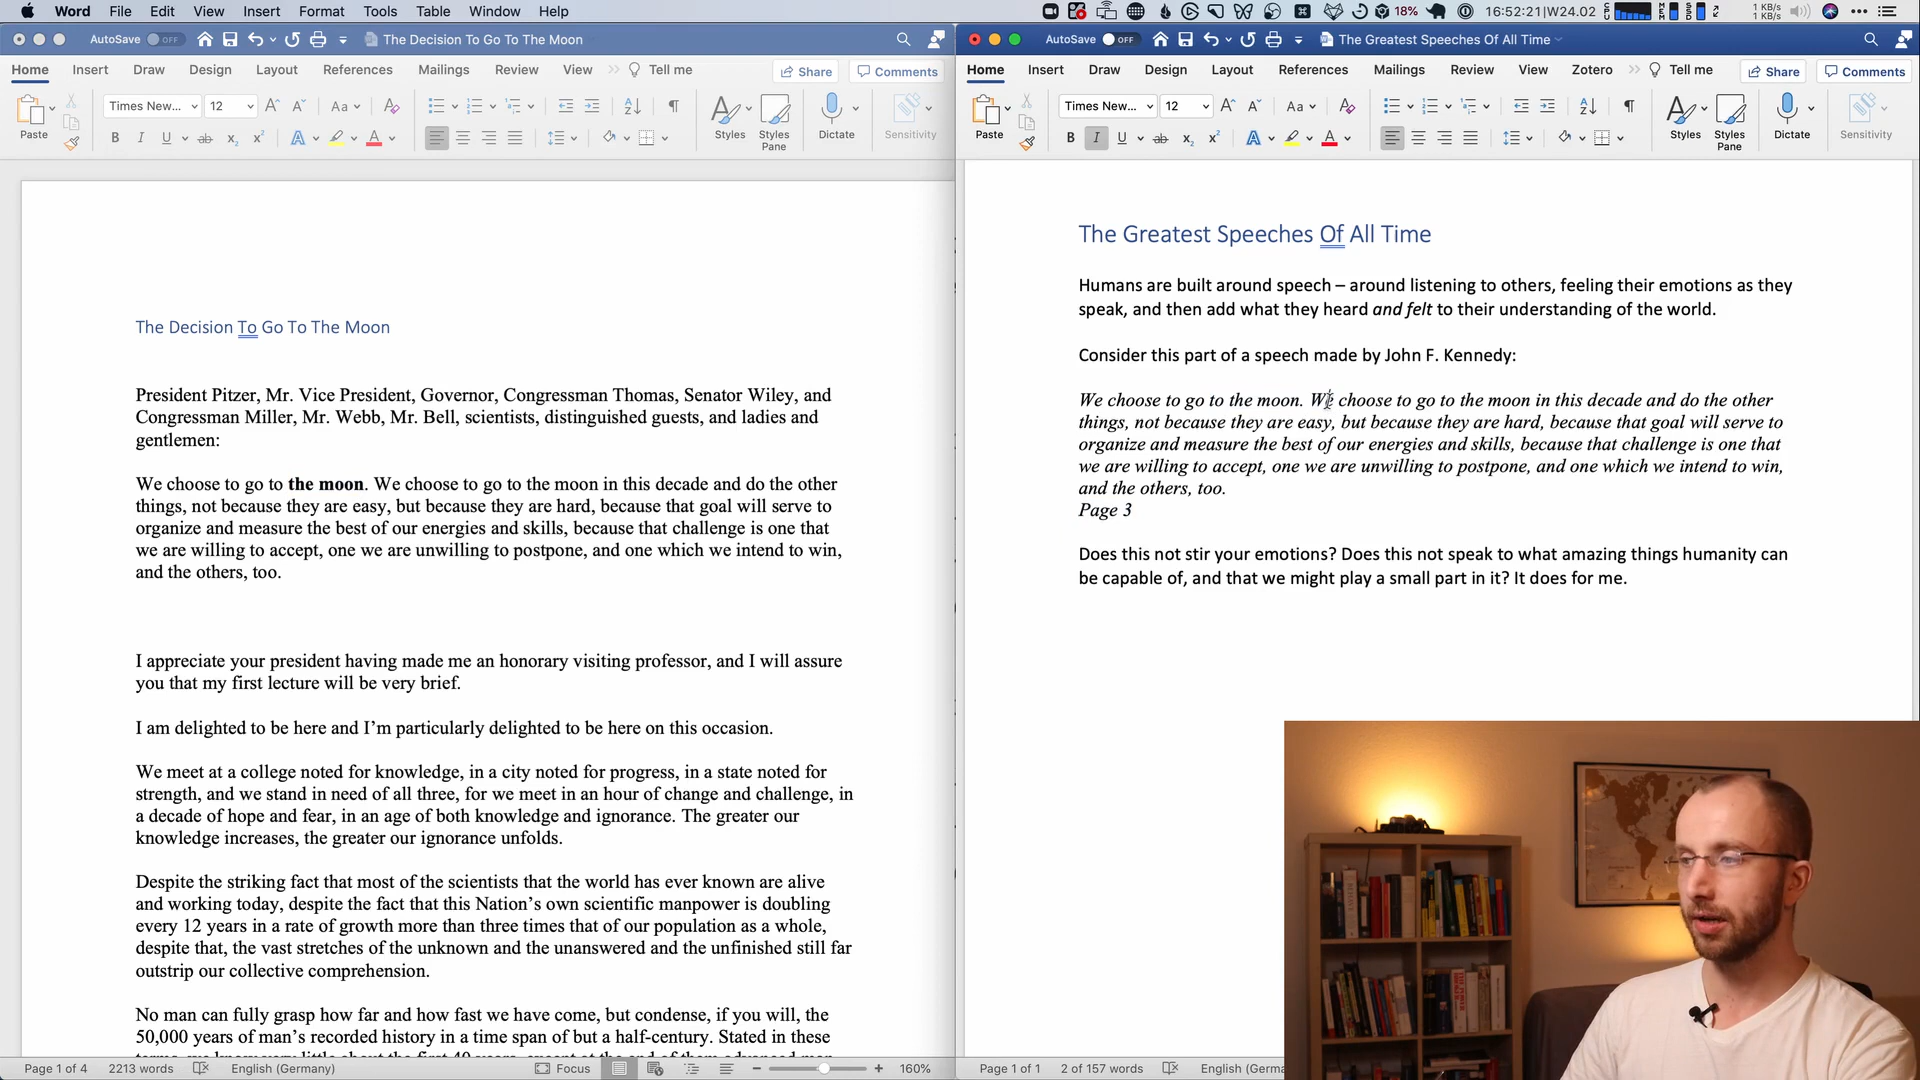 Word File Edit View Insert Format Tools Table Window Help 18% 16:52:21|W24.02 1 KB/s 1 KB/s
AutoSave OFF The Decision To Go To The Moon
Home Insert Draw Design Layout References Mailings Review View Tell me Share Comments
Times New... 12
Paste Styles Styles Pane Dictate Sensitivity
The Decision To Go To The Moon
President Pitzer, Mr. Vice President, Governor, Congressman Thomas, Senator Wiley, and
Congressman Miller, Mr. Webb, Mr. Bell, scientists, distinguished guests, and ladies and
gentlemen:
We choose to go to the moon. We choose to go to the moon in this decade and do the other
things, not because they are easy, but because they are hard, because that goal will serve to
organize and measure the best of our energies and skills, because that challenge is one that
we are willing to accept, one we are unwilling to postpone, and one which we intend to win,
and the others, too.
I appreciate your president having made me an honorary visiting professor, and I will assure
you that my first lecture will be very brief.
I am delighted to be here and I’m particularly delighted to be here on this occasion.
We meet at a college noted for knowledge, in a city noted for progress, in a state noted for
strength, and we stand in need of all three, for we meet in an hour of change and challenge, in
a decade of hope and fear, in an age of both knowledge and ignorance. The greater our
knowledge increases, the greater our ignorance unfolds.
Despite the striking fact that most of the scientists that the world has ever known are alive
and working today, despite the fact that this Nation’s own scientific manpower is doubling
every 12 years in a rate of growth more than three times that of our population as a whole,
despite that, the vast stretches of the unknown and the unanswered and the unfinished still far
outstrip our collective comprehension.
No man can fully grasp how far and how fast we have come, but condense, if you will, the
50,000 years of man’s recorded history in a time span of but a half-century. Stated in these
Page 1 of 4 2213 words English (Germany) Focus 160%
AutoSave OFF The Greatest Speeches Of All Time
Home Insert Draw Design Layout References Mailings Review View Zotero Tell me Share Comments
Times New... 12
Paste Styles Styles Pane Dictate Sensitivity
The Greatest Speeches Of All Time
Humans are built around speech – around listening to others, feeling their emotions as they
speak, and then add what they heard and felt to their understanding of the world.
Consider this part of a speech made by John F. Kennedy:
We choose to go to the moon. We choose to go to the moon in this decade and do the other
things, not because they are easy, but because they are hard, because that goal will serve to
organize and measure the best of our energies and skills, because that challenge is one that
we are willing to accept, one we are unwilling to postpone, and one which we intend to win,
and the others, too.
Page 3
Does this not stir your emotions? Does this not speak to what amazing things humanity can
be capable of, and that we might play a small part in it? It does for me.
Page 1 of 1 2 of 157 words English (Germa